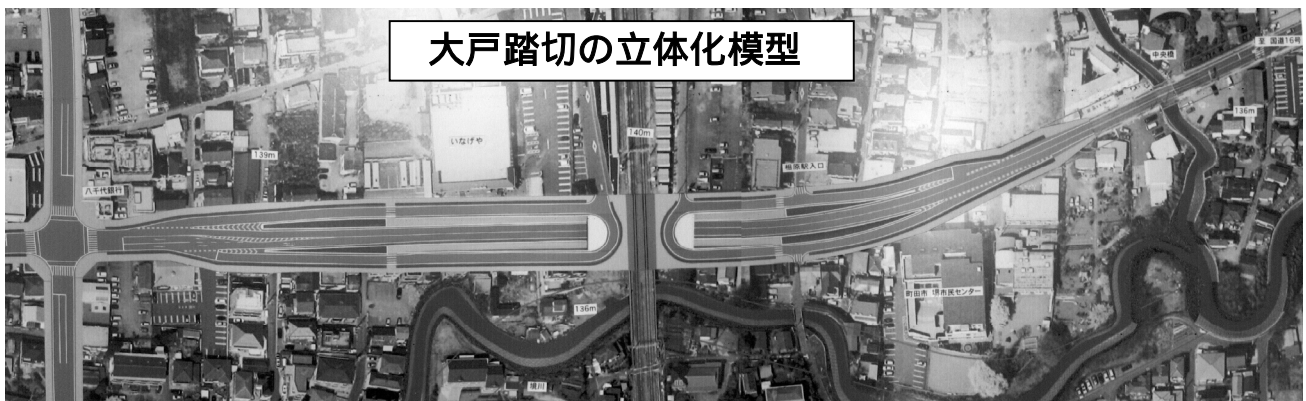 大戸踏切の立体化模型
至 国道16号
中央橋
136m
140m
いなげや
139m
相原駅入口
八千代銀行
町田市 堺市民センター
136m
境川